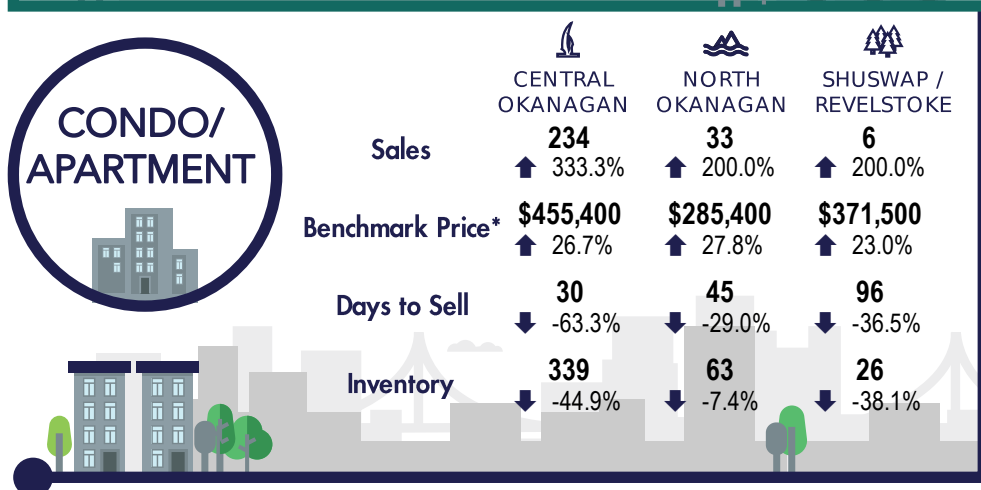 CONDO/
APARTMENT
CENTRAL
OKANAGAN
NORTH
OKANAGAN
SHUSWAP /
REVELSTOKE
Sales
234
333.3%
33
200.0%
6
200.0%
Benchmark Price*
$455,400
26.7%
$285,400
27.8%
$371,500
23.0%
Days to Sell
30
-63.3%
45
-29.0%
96
-36.5%
Inventory
339
-44.9%
63
-7.4%
26
-38.1%